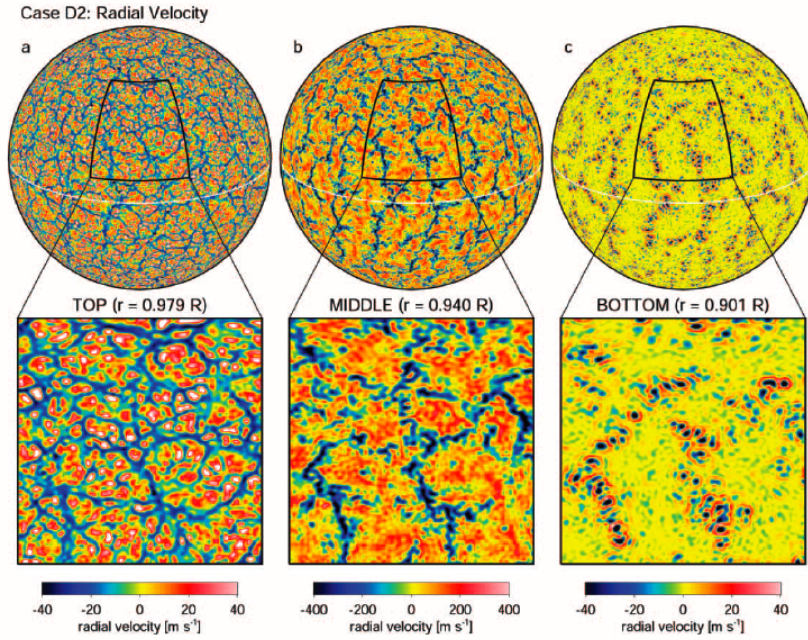 Case D2: Radial Velocity
a
b
c
TOP (r = 0.979 R)
MIDDLE (r = 0.940 R)
BOTTOM (r = 0.901 R)
-40 -20 0 20 40
radial velocity [m s⁻¹]
-400 -200 0 200 400
radial velocity [m s⁻¹]
-40 -20 0 20 40
radial velocity [m s⁻¹]